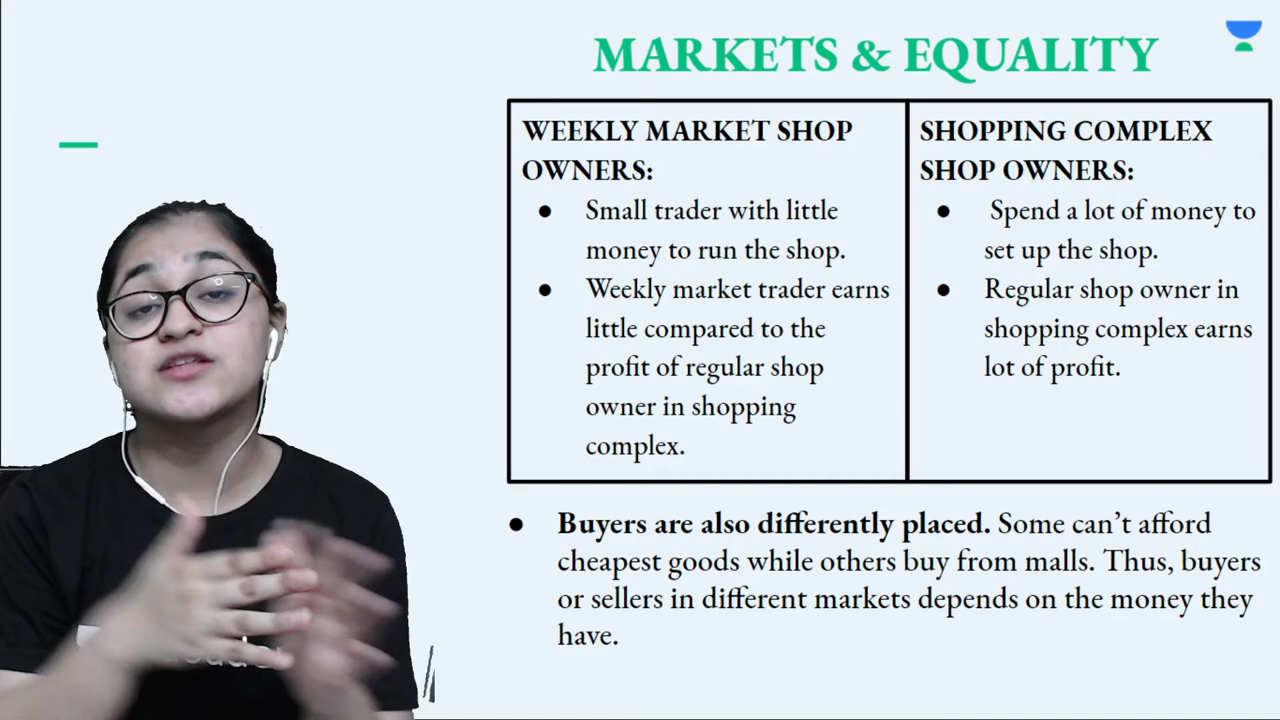 MARKETS & EQUALITY
WEEKLY MARKET SHOP
OWNERS:
● Small trader with little
money to run the shop.
● Weekly market trader earns
little compared to the
profit of regular shop
owner in shopping
complex.
SHOPPING COMPLEX
SHOP OWNERS:
● Spend a lot of money to
set up the shop.
● Regular shop owner in
shopping complex earns
lot of profit.
● Buyers are also differently placed. Some can’t afford
cheapest goods while others buy from malls. Thus, buyers
or sellers in different markets depends on the money they
have.